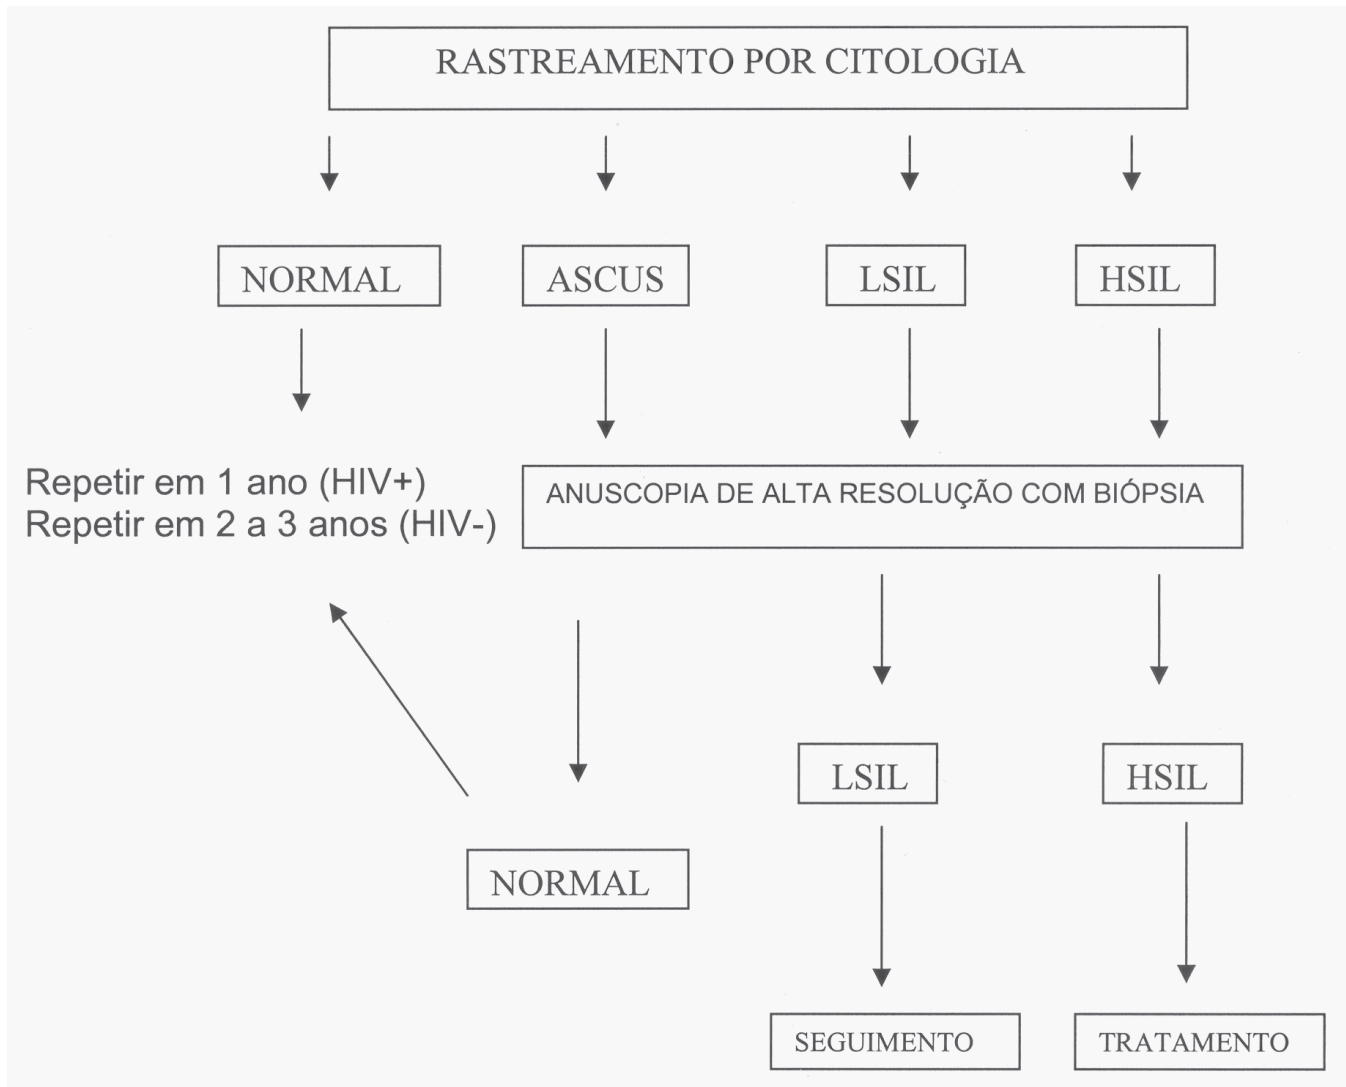 RASTREAMENTO POR CITOLOGIA
NORMAL
ASCUS
LSIL
HSIL
Repetir em 1 ano (HIV+)
Repetir em 2 a 3 anos (HIV-)
ANUSCOPIA DE ALTA RESOLUÇÃO COM BIÓPSIA
LSIL
HSIL
NORMAL
SEGUIMENTO
TRATAMENTO